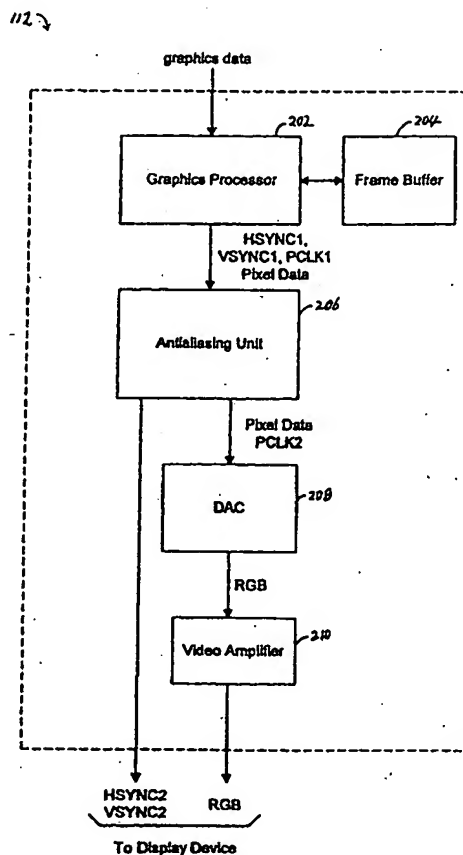 112
graphics data
202
204
Graphics Processor
Frame Buffer
HSYNC1,
VSYNC1, PCLK1
Pixel Data
206
Antialiasing Unit
Pixel Data
PCLK2
208
DAC
RGB
210
Video Amplifier
HSYNC2
VSYNC2
RGB
To Display Device